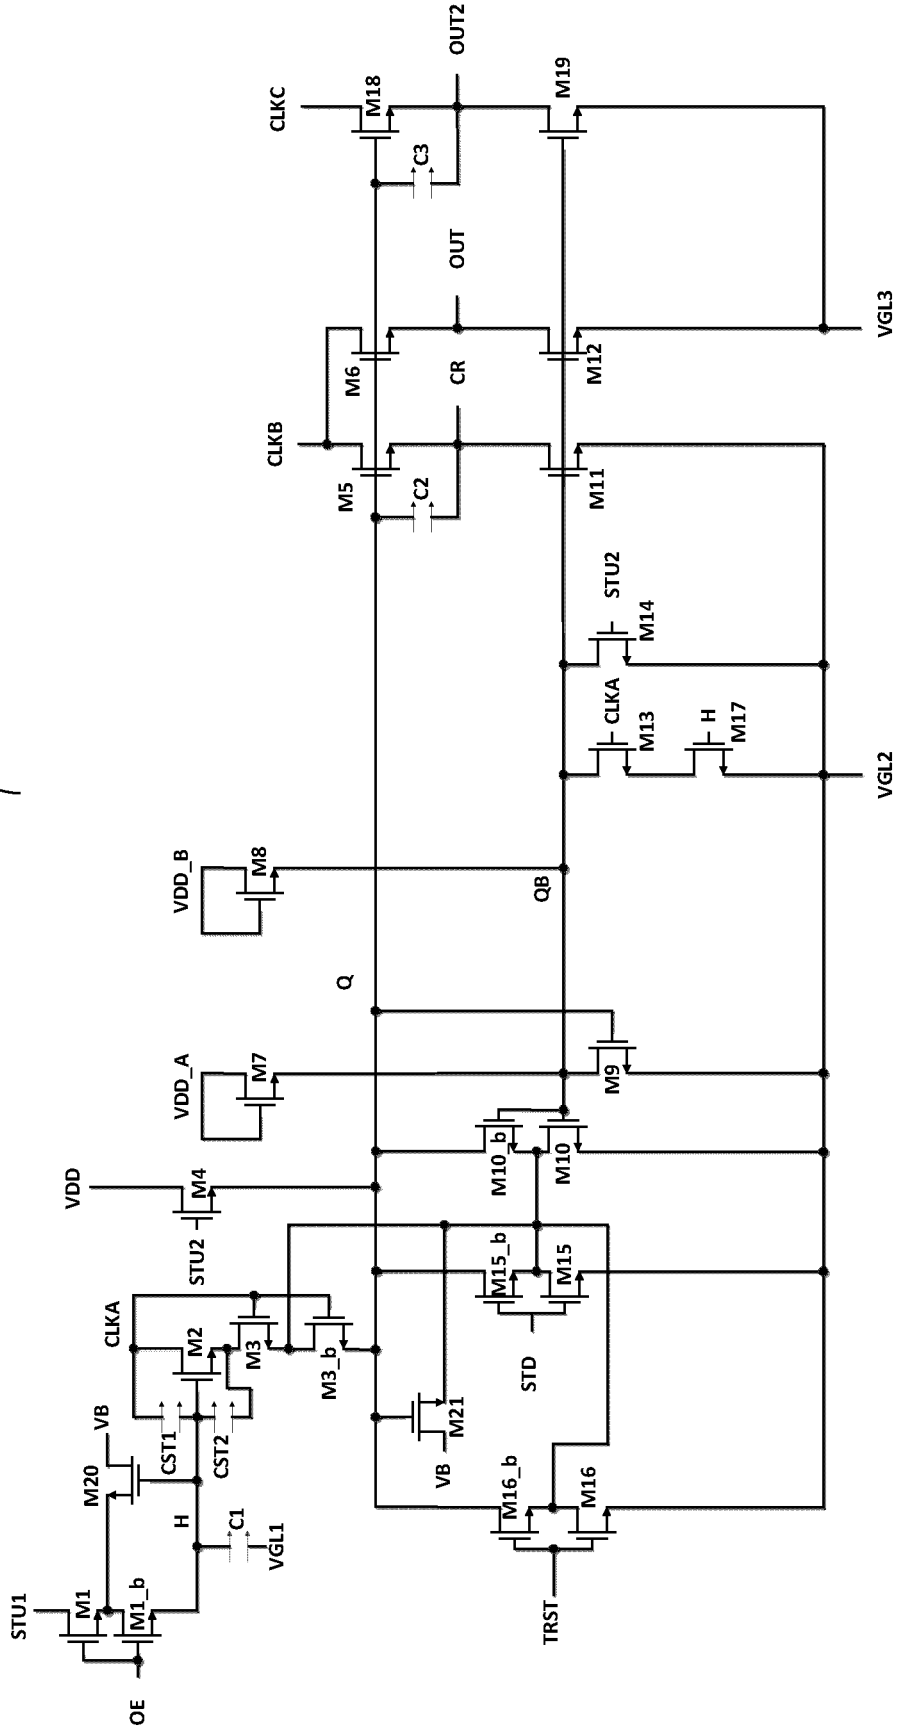 STU1
M1
M1_b
OE
M20
VB
H
C1
VGL1
CLKA
CST1
CST2
M2
M3
M3_b
VDD
STU2
M4
VDD_A
M7
VDD_B
M8
Q
QB
VB
M21
M16_b
M16
TRST
STD
M15_b
M15
M10_b
M10
M9
CLKA
M13
H
M17
VGL2
STU2
M14
CLKB
M5
C2
CR
M11
M6
OUT
M12
VGL3
CLKC
M18
C3
OUT2
M19